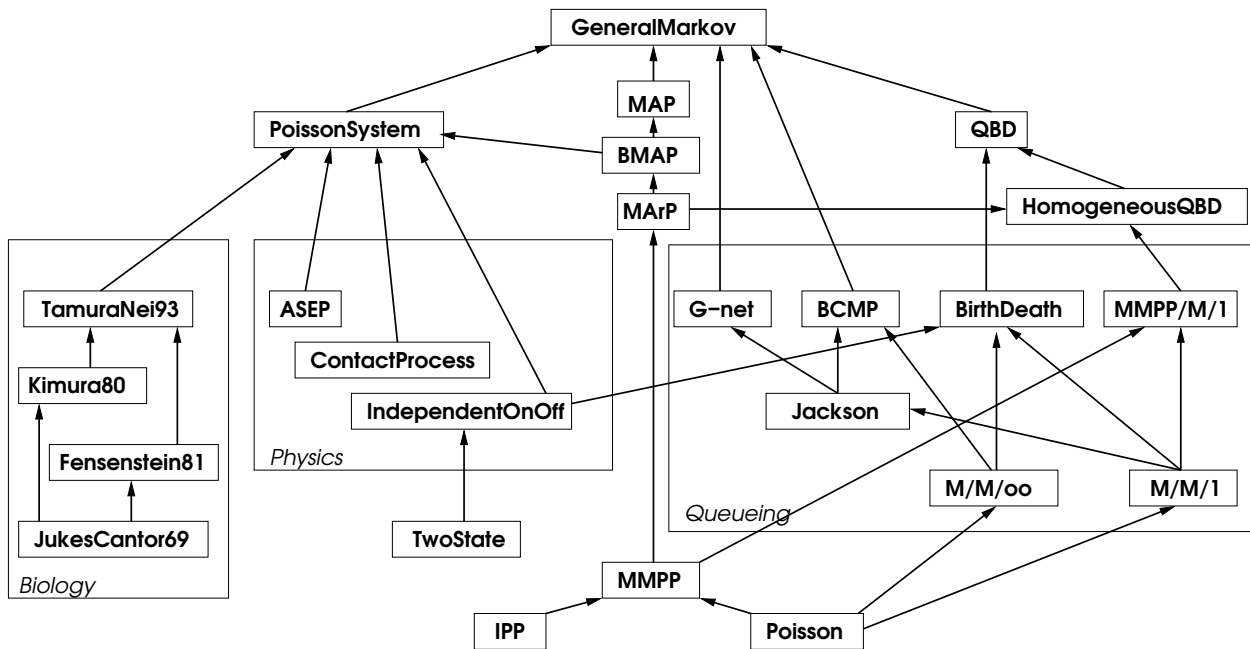 GeneralMarkov
MAP
PoissonSystem
QBD
BMAP
MArP
HomogeneousQBD
TamuraNei93
ASEP
G-net
BCMP
BirthDeath
MMPP/M/1
ContactProcess
Kimura80
IndependentOnOff
Jackson
Physics
Fensenstein81
M/M/oo
M/M/1
Queueing
JukesCantor69
TwoState
Biology
MMPP
IPP
Poisson